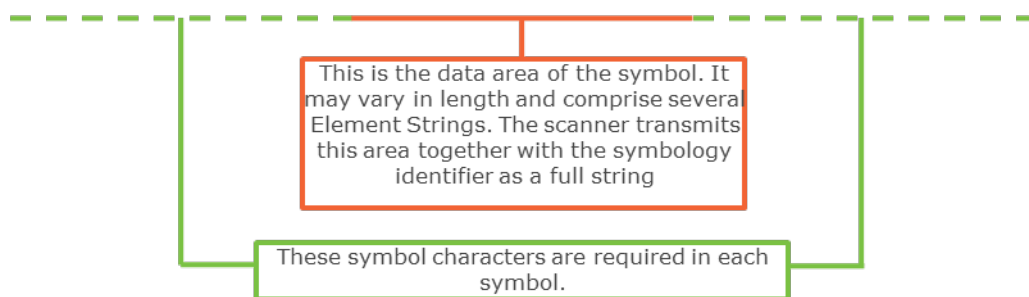 This is the data area of the symbol. It
may vary in length and comprise several
Element Strings. The scanner transmits
this area together with the symbology
identifier as a full string
These symbol characters are required in each
symbol.